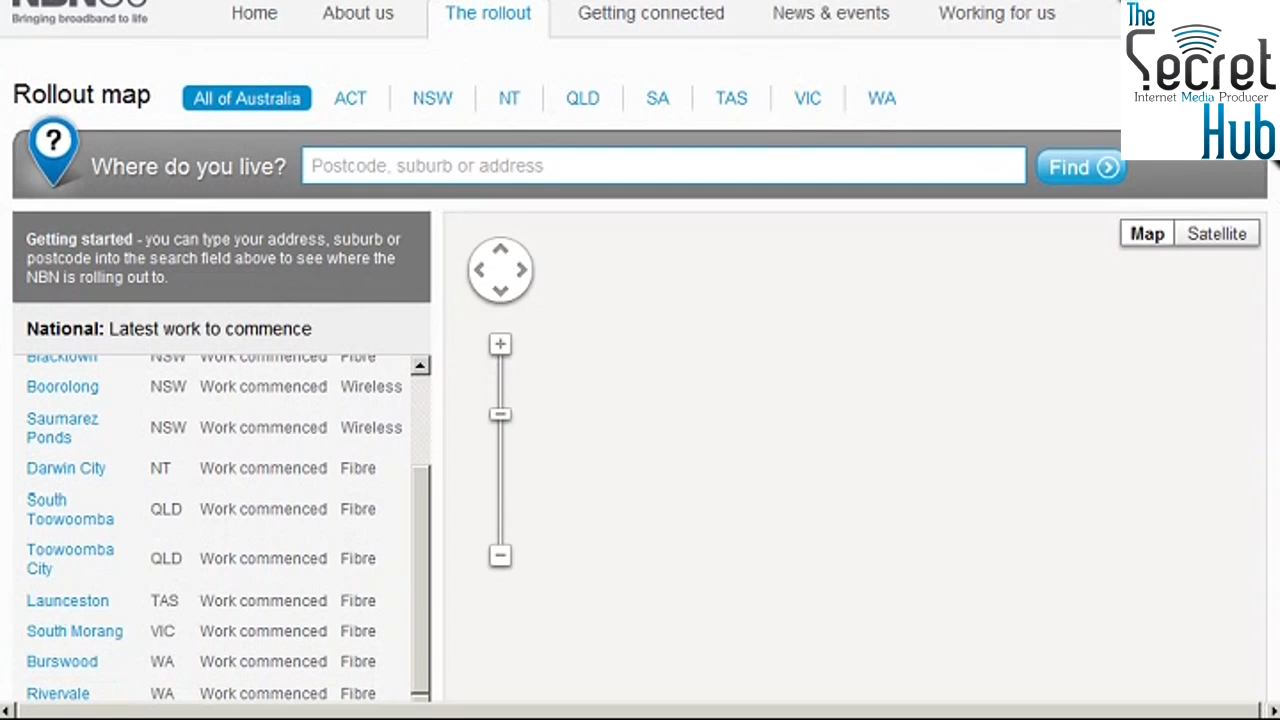 Bringing broadband to life
Home
About us
The rollout
Getting connected
News & events
Working for us
The
Secret
Internet Media Producer
Hub
Rollout map
All of Australia
ACT
NSW
NT
QLD
SA
TAS
VIC
WA
?
Where do you live?
Postcode, suburb or address
Find
Getting started - you can type your address, suburb or
postcode into the search field above to see where the
NBN is rolling out to.
Map
Satellite
National: Latest work to commence
Blacktown NSW Work commenced Fibre
Boorolong NSW Work commenced Wireless
Saumarez
Ponds NSW Work commenced Wireless
Darwin City NT Work commenced Fibre
South
Toowoomba QLD Work commenced Fibre
Toowoomba
City QLD Work commenced Fibre
Launceston TAS Work commenced Fibre
South Morang VIC Work commenced Fibre
Burswood WA Work commenced Fibre
Rivervale WA Work commenced Fibre